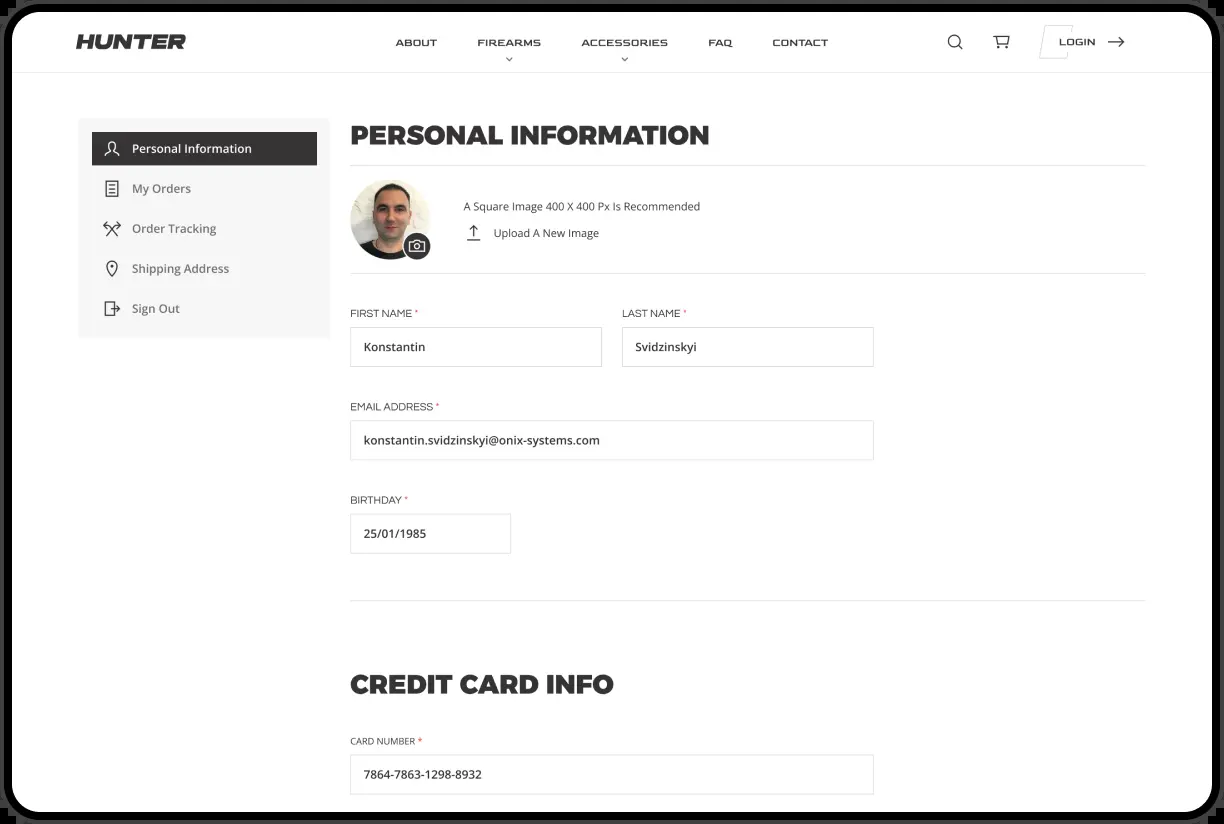 HUNTER
ABOUT
FIREARMS
ACCESSORIES
FAQ
CONTACT
LOGIN
Personal Information
My Orders
Order Tracking
Shipping Address
Sign Out
PERSONAL INFORMATION
A Square Image 400 X 400 Px Is Recommended
Upload A New Image
FIRST NAME *
Konstantin
LAST NAME *
Svidzinskyi
EMAIL ADDRESS *
konstantin.svidzinskyi@onix-systems.com
BIRTHDAY *
25/01/1985
CREDIT CARD INFO
CARD NUMBER *
7864-7863-1298-8932